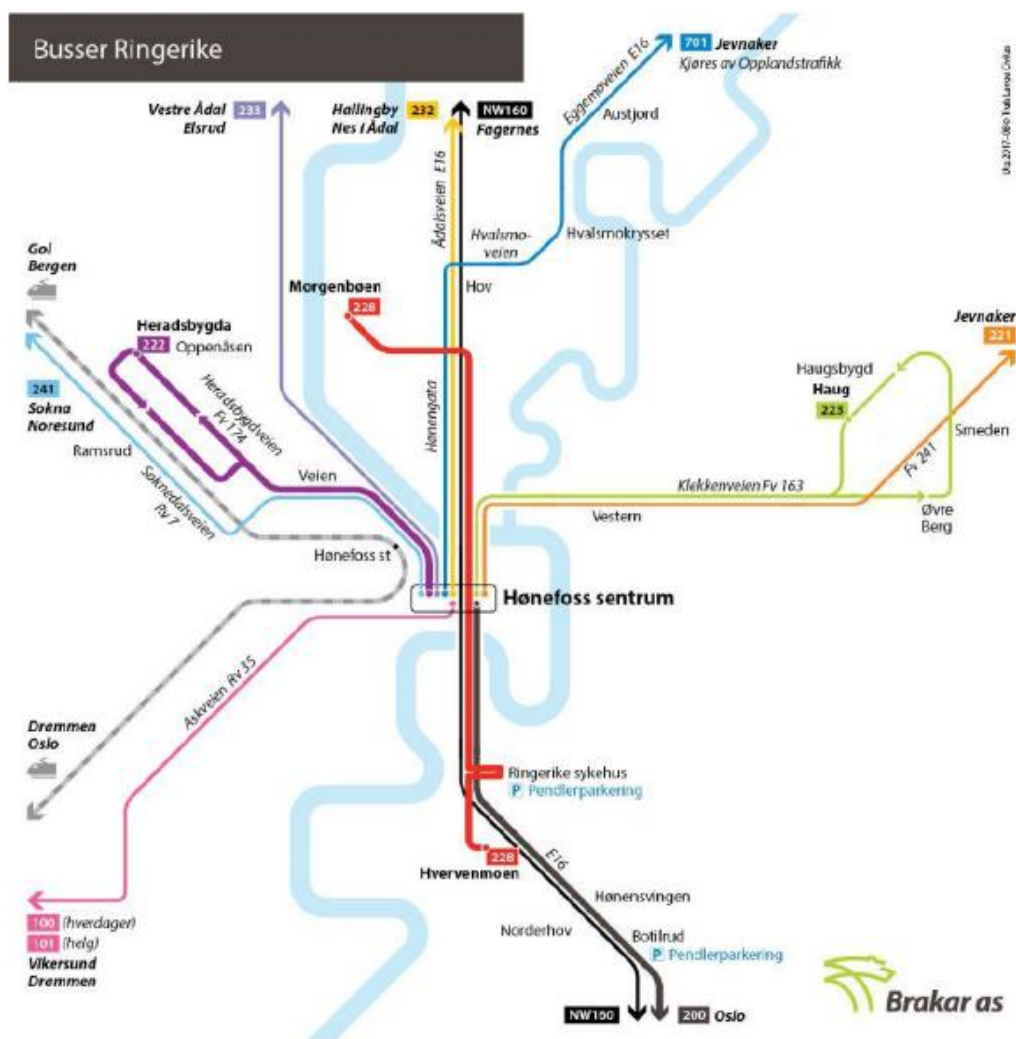 Busser Ringerike
701 Jevnaker
Kjøres av Opplandstrafikk
Eggemoveien E16
Austjord
Vestre Ådal 233
Elsrud
Hallingby 232
Nes i Ådal
NW160
Fagernes
Ådalsveien E16
Hvalsmo-
veien
Hvalsmokrysset
Gol
Bergen
Morgenbøen
228
Hov
Jevnaker
221
Heradsbygda
222 Oppenåsen
Haugsbygd
Haug
223
241
Sokna
Noresund
Heradsbygdveien
Fv 174
Hønengata
Smeden
Fv 241
Ramsrud
Veien
Klekkenveien Fv 163
Soknedalsveien
Rv 7
Vestern
Øvre
Berg
Hønefoss st
Hønefoss sentrum
Askveien Rv 35
Drammen
Oslo
Ringerike sykehus
P Pendlerparkering
E16
228
Hvervenmoen
Hønensvingen
100 (hverdager)
101 (helg)
Vikersund
Drammen
Norderhov
Botilrud
P Pendlerparkering
NW160
200 Oslo
Brakar as